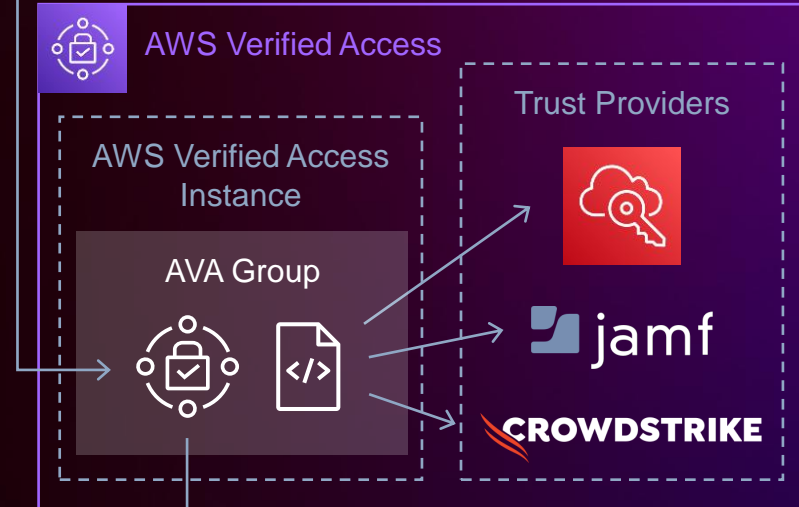 AWS Verified Access
Trust Providers
AWS Verified Access
Instance
AVA Group
</>
jamf
CROWDSTRIKE